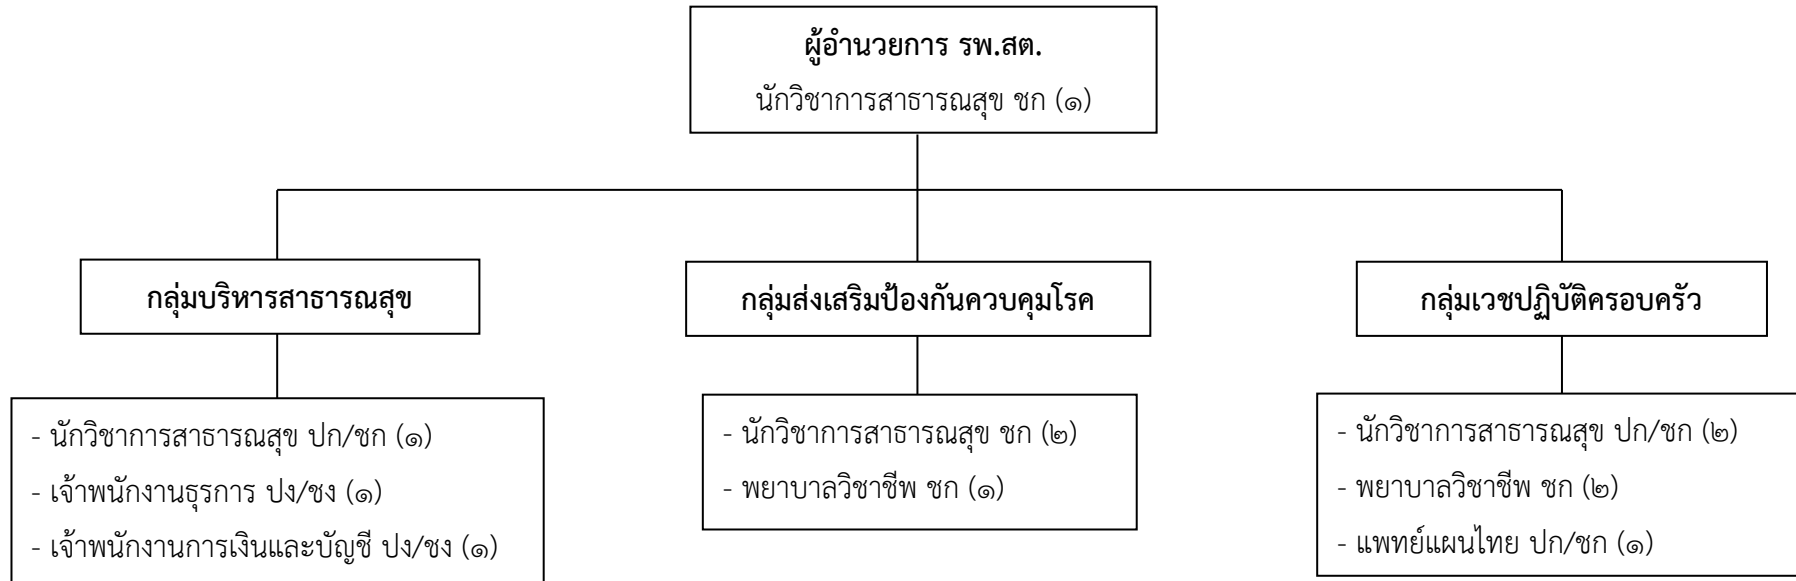 ผู้อำนวยการ รพ.สต.
นักวิชาการสาธารณสุข ชก (๑)
กลุ่มบริหารสาธารณสุข
- นักวิชาการสาธารณสุข ปก/ชก (๑)
- เจ้าพนักงานธุรการ ปง/ชง (๑)
- เจ้าพนักงานการเงินและบัญชี ปง/ชง (๑)
กลุ่มส่งเสริมป้องกันควบคุมโรค
- นักวิชาการสาธารณสุข ชก (๒)
- พยาบาลวิชาชีพ ชก (๑)
กลุ่มเวชปฏิบัติครอบครัว
- นักวิชาการสาธารณสุข ปก/ชก (๒)
- พยาบาลวิชาชีพ ชก (๒)
- แพทย์แผนไทย ปก/ชก (๑)